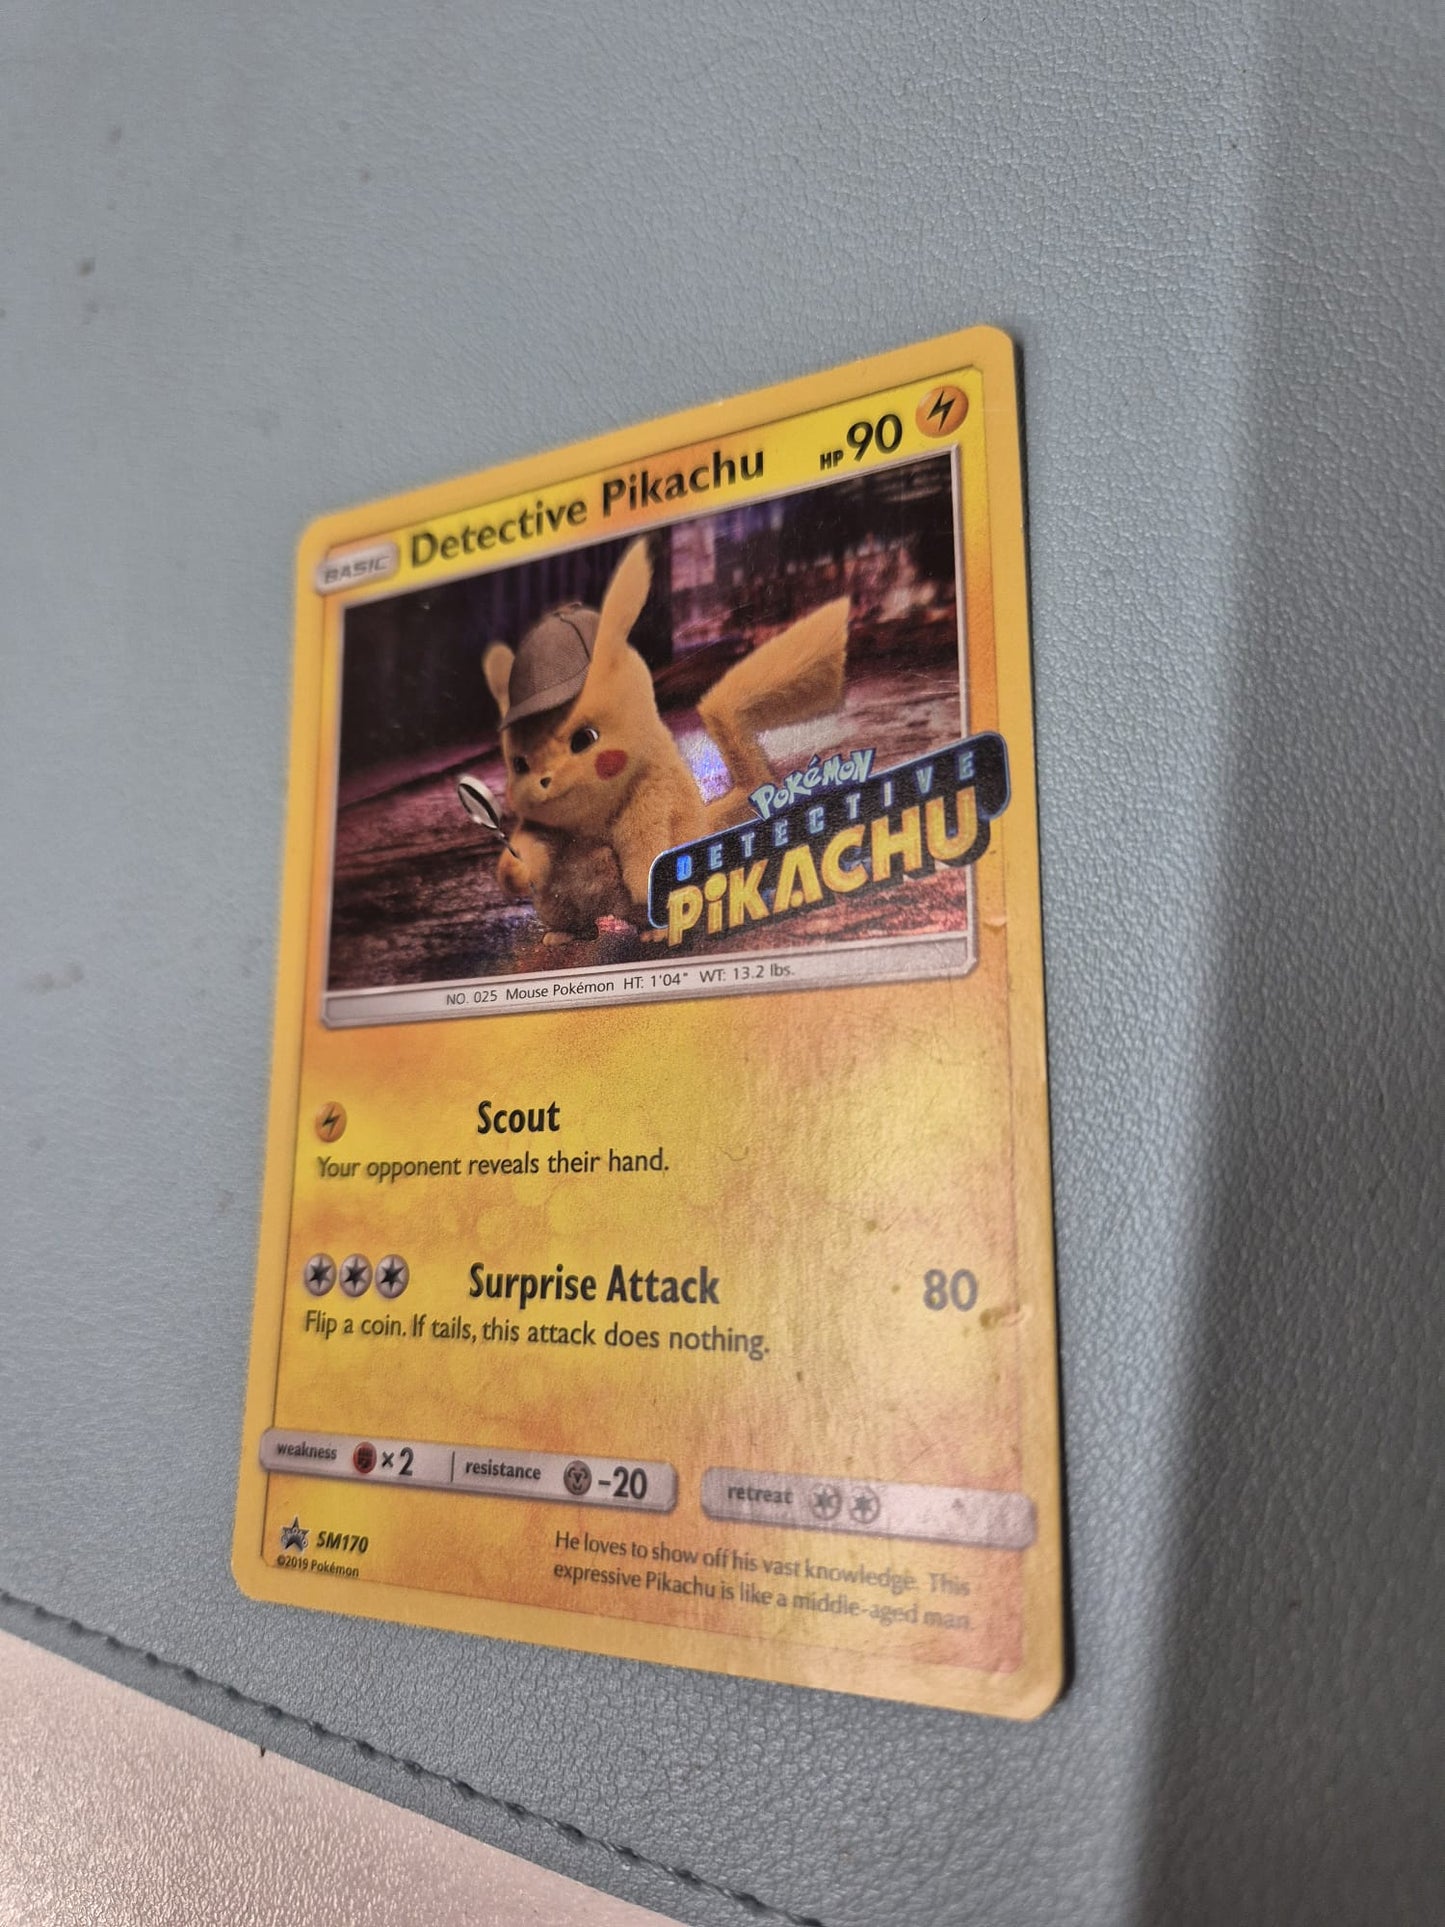 BASIC Detective Pikachu HP 90
POKéMON
DETECTIVE
PiKACHU
NO. 025 Mouse Pokémon HT: 1'04" WT: 13.2 lbs.
Scout
Your opponent reveals their hand.
Surprise Attack 80
Flip a coin. If tails, this attack does nothing.
weakness ×2 resistance -20 retreat
SM170
©2019 Pokémon
He loves to show off his vast knowledge. This
expressive Pikachu is like a middle-aged man.